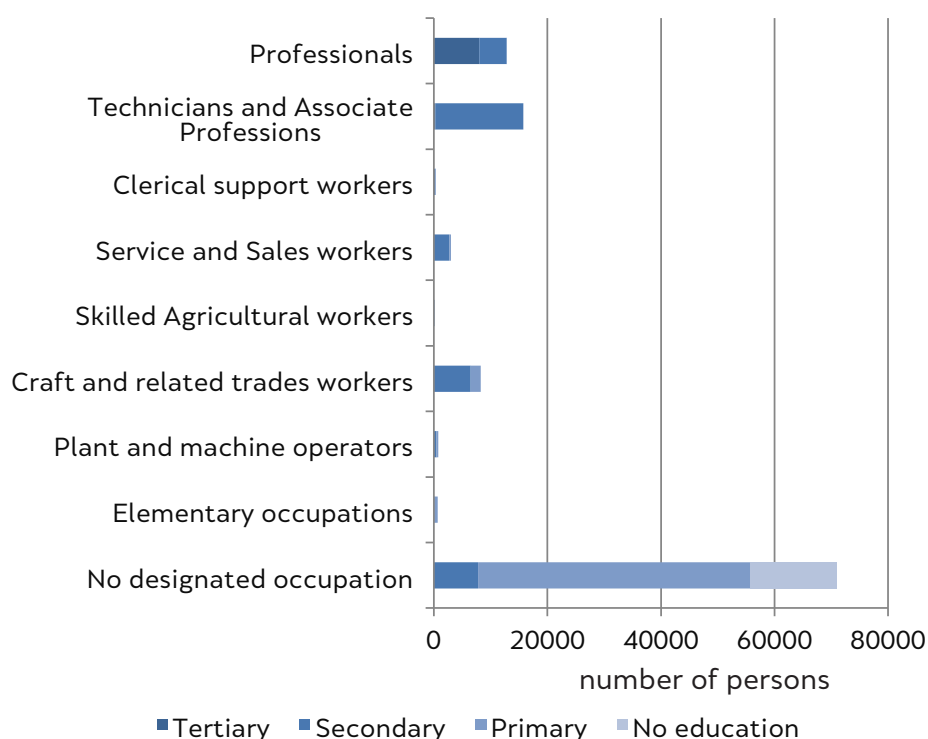 Professionals
Technicians and Associate
Professions
Clerical support workers
Service and Sales workers
Skilled Agricultural workers
Craft and related trades workers
Plant and machine operators
Elementary occupations
No designated occupation
0 20000 40000 60000 80000
number of persons
Tertiary Secondary Primary No education